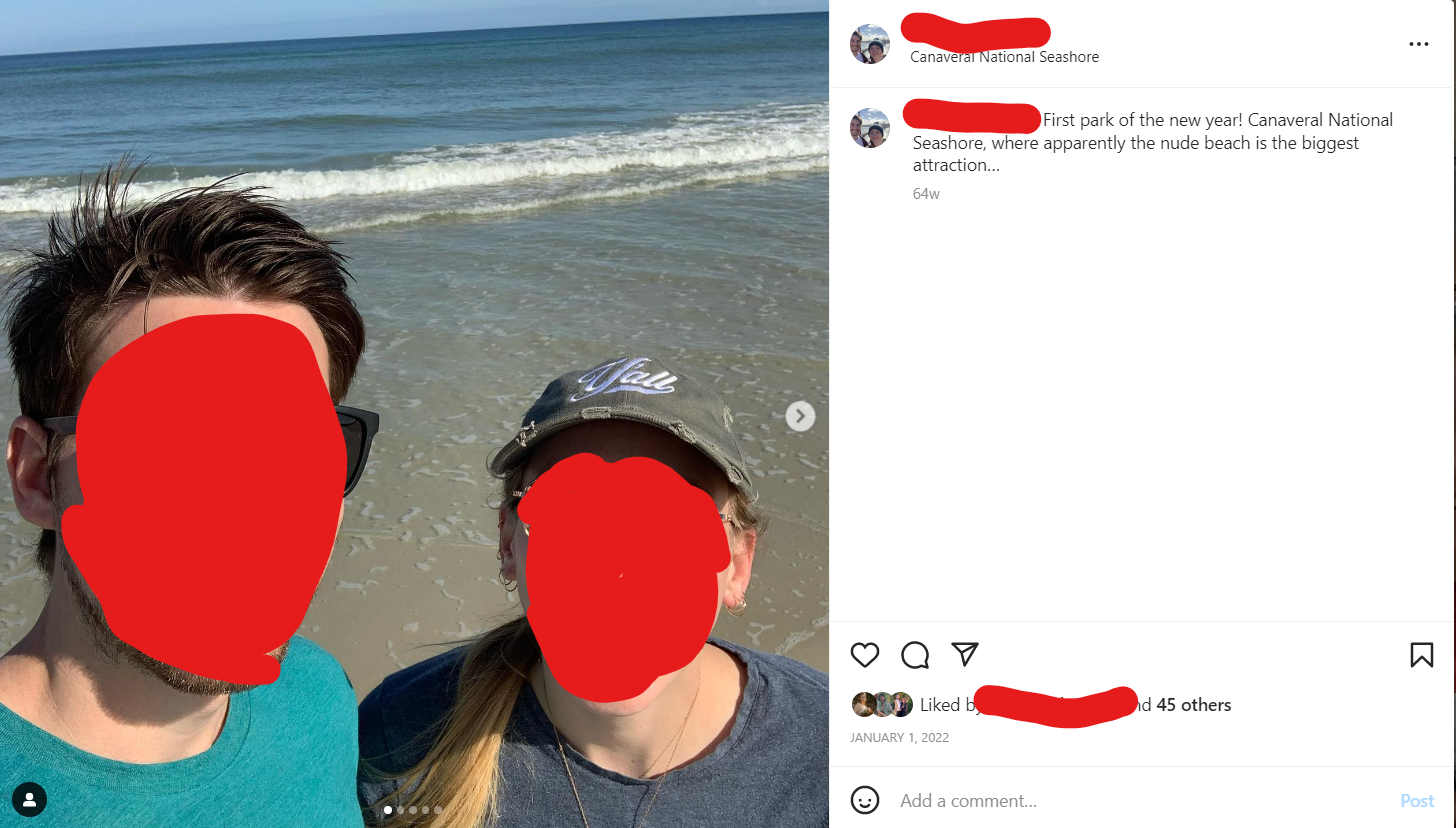 Y'all
Canaveral National Seashore
First park of the new year! Canaveral National
Seashore, where apparently the nude beach is the biggest
attraction...
64w
Liked by
nd 45 others
JANUARY 1, 2022
Add a comment...
Post